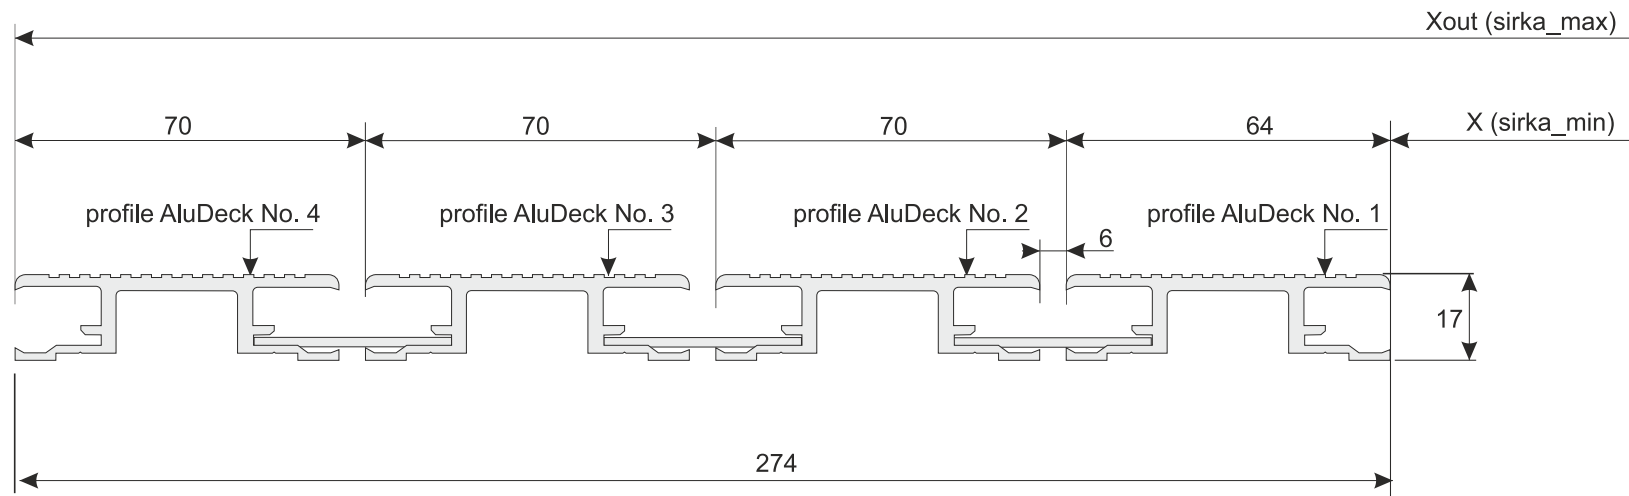 Xout (sirka_max)
70
70
70
64
X (sirka_min)
profile AluDeck No. 4
profile AluDeck No. 3
profile AluDeck No. 2
profile AluDeck No. 1
6
17
274